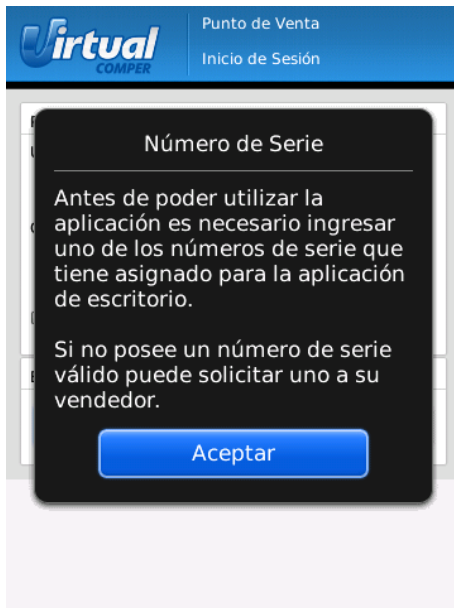 Virtual
COMPER
Punto de Venta
Inicio de Sesión
Número de Serie
Antes de poder utilizar la
aplicación es necesario ingresar
uno de los números de serie que
tiene asignado para la aplicación
de escritorio.
Si no posee un número de serie
válido puede solicitar uno a su
vendedor.
Aceptar